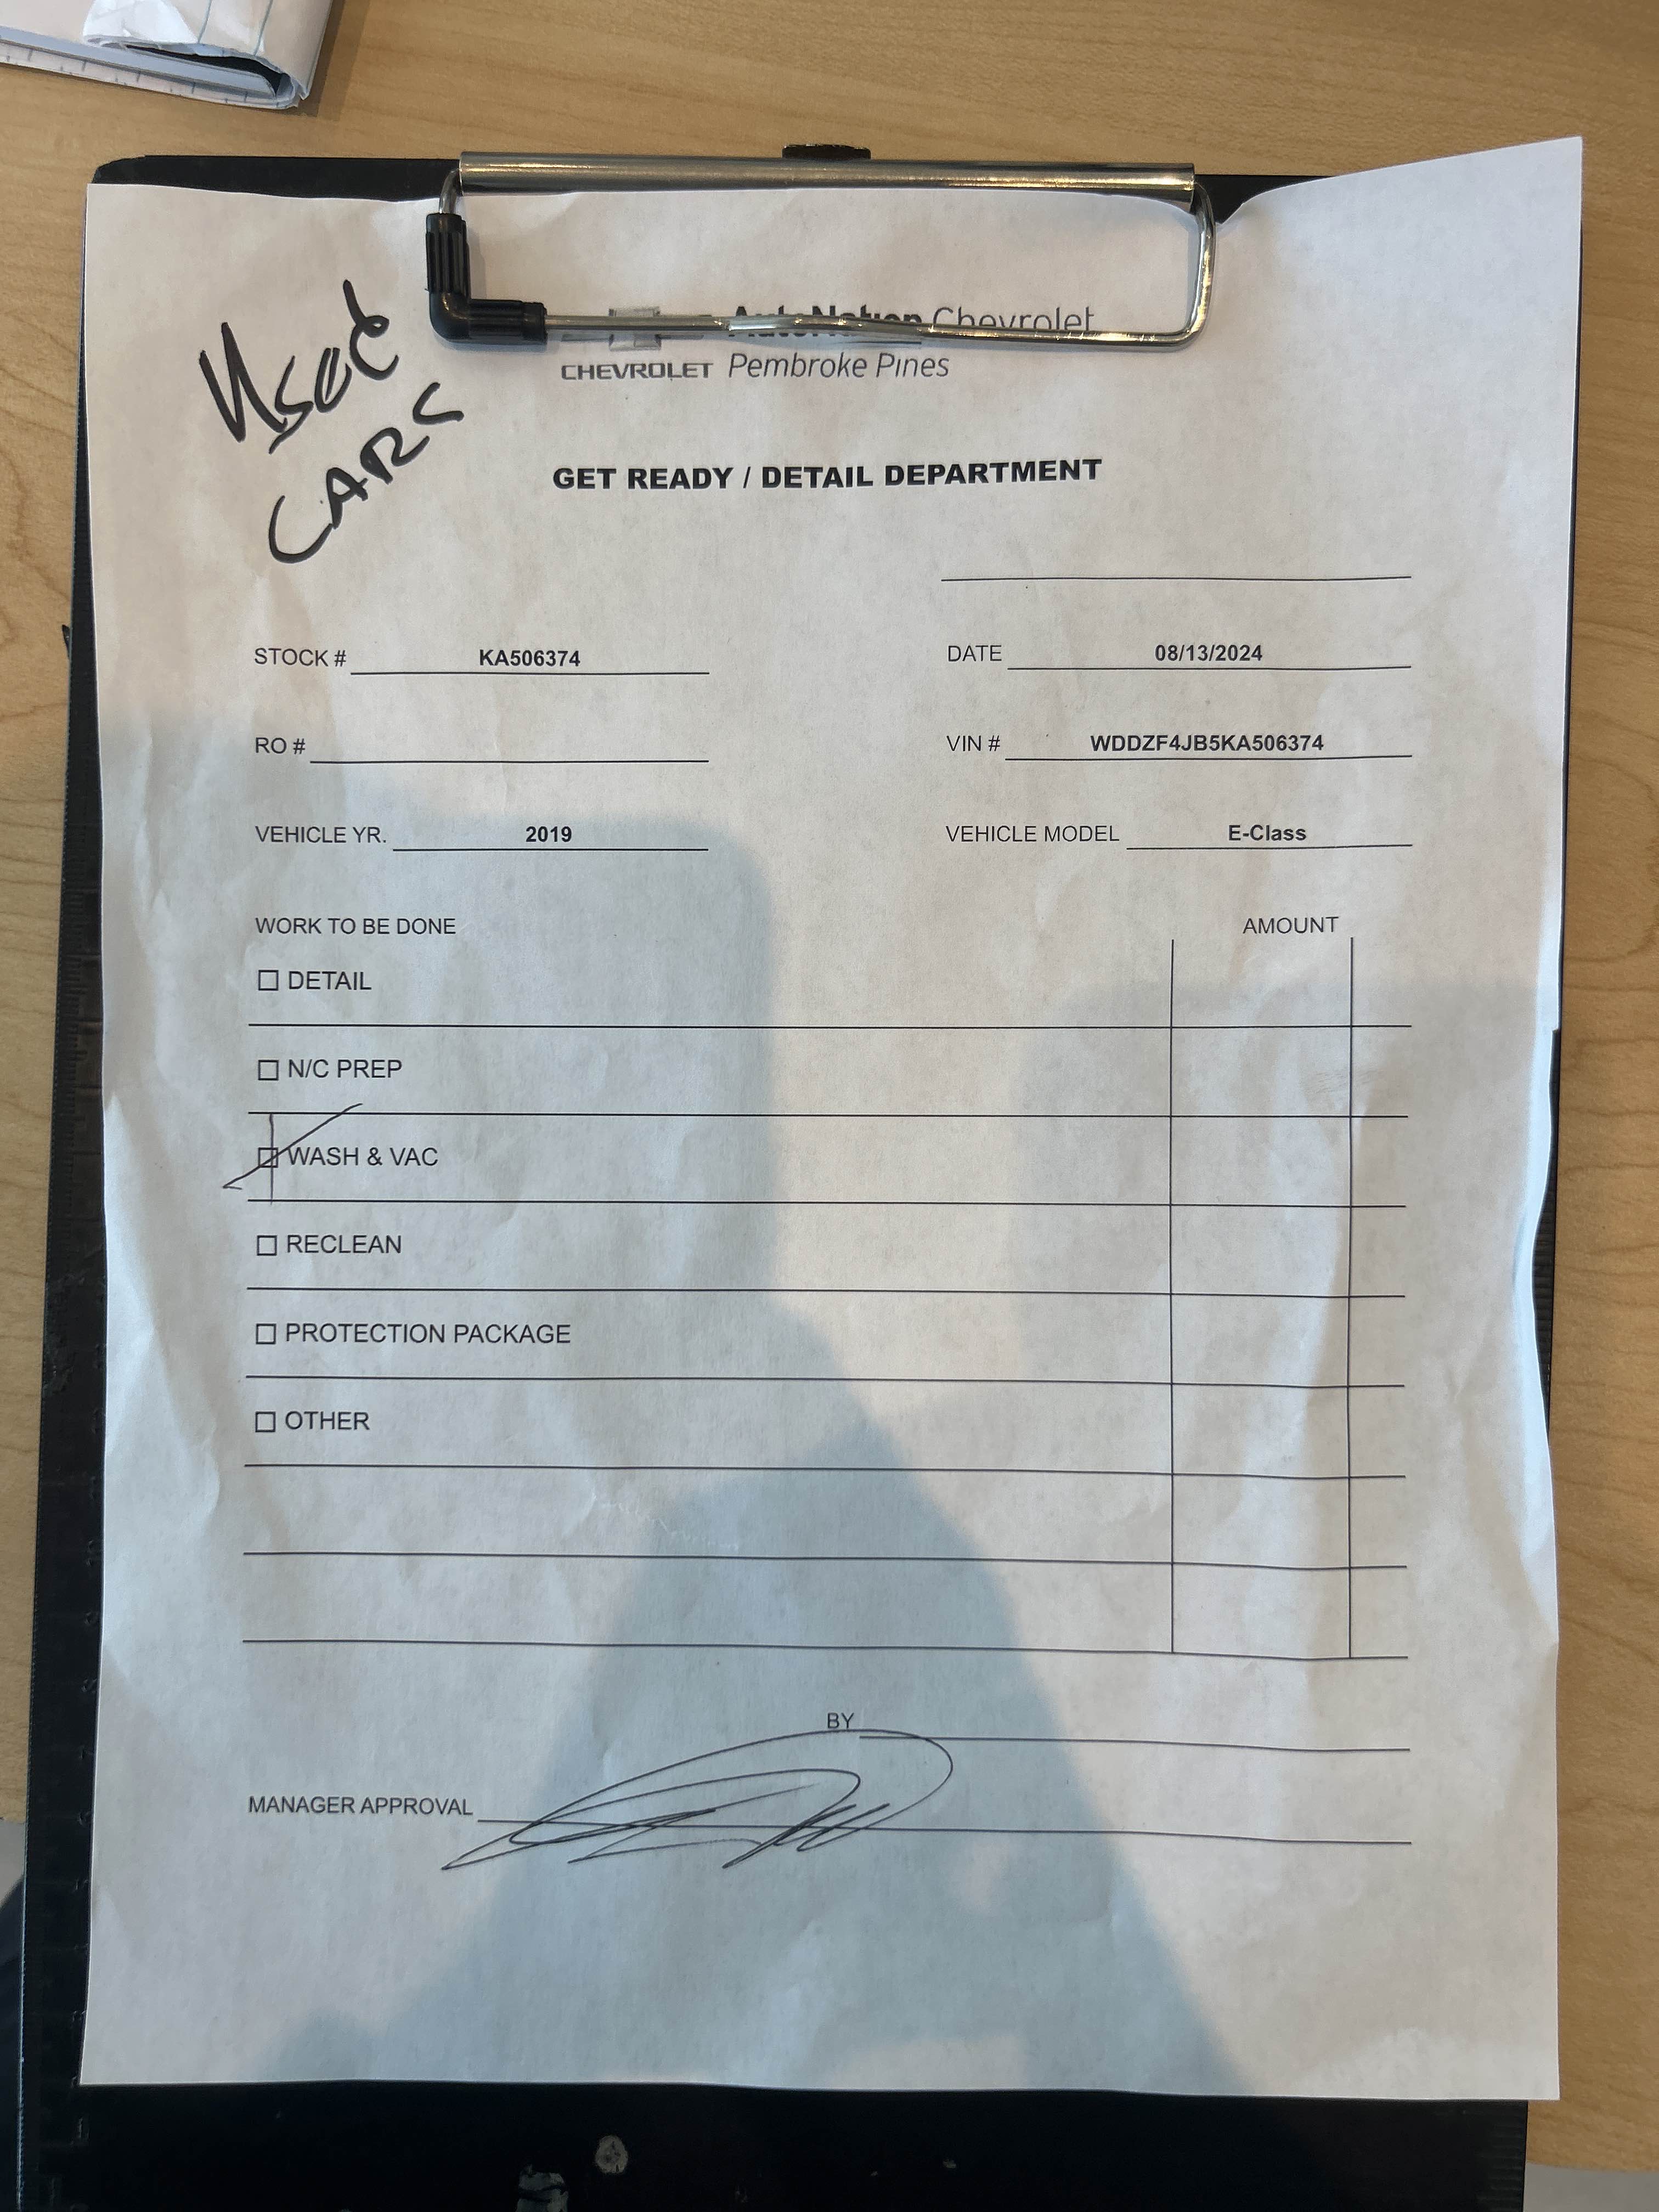 Used
CARS
AutoNation Chevrolet
CHEVROLET Pembroke Pines
GET READY / DETAIL DEPARTMENT
STOCK # KA506374 DATE 08/13/2024
RO # VIN # WDDZF4JB5KA506374
VEHICLE YR. 2019 VEHICLE MODEL E-Class
WORK TO BE DONE AMOUNT
☐ DETAIL
☐ N/C PREP
☐ WASH & VAC
☐ RECLEAN
☐ PROTECTION PACKAGE
☐ OTHER
BY
MANAGER APPROVAL